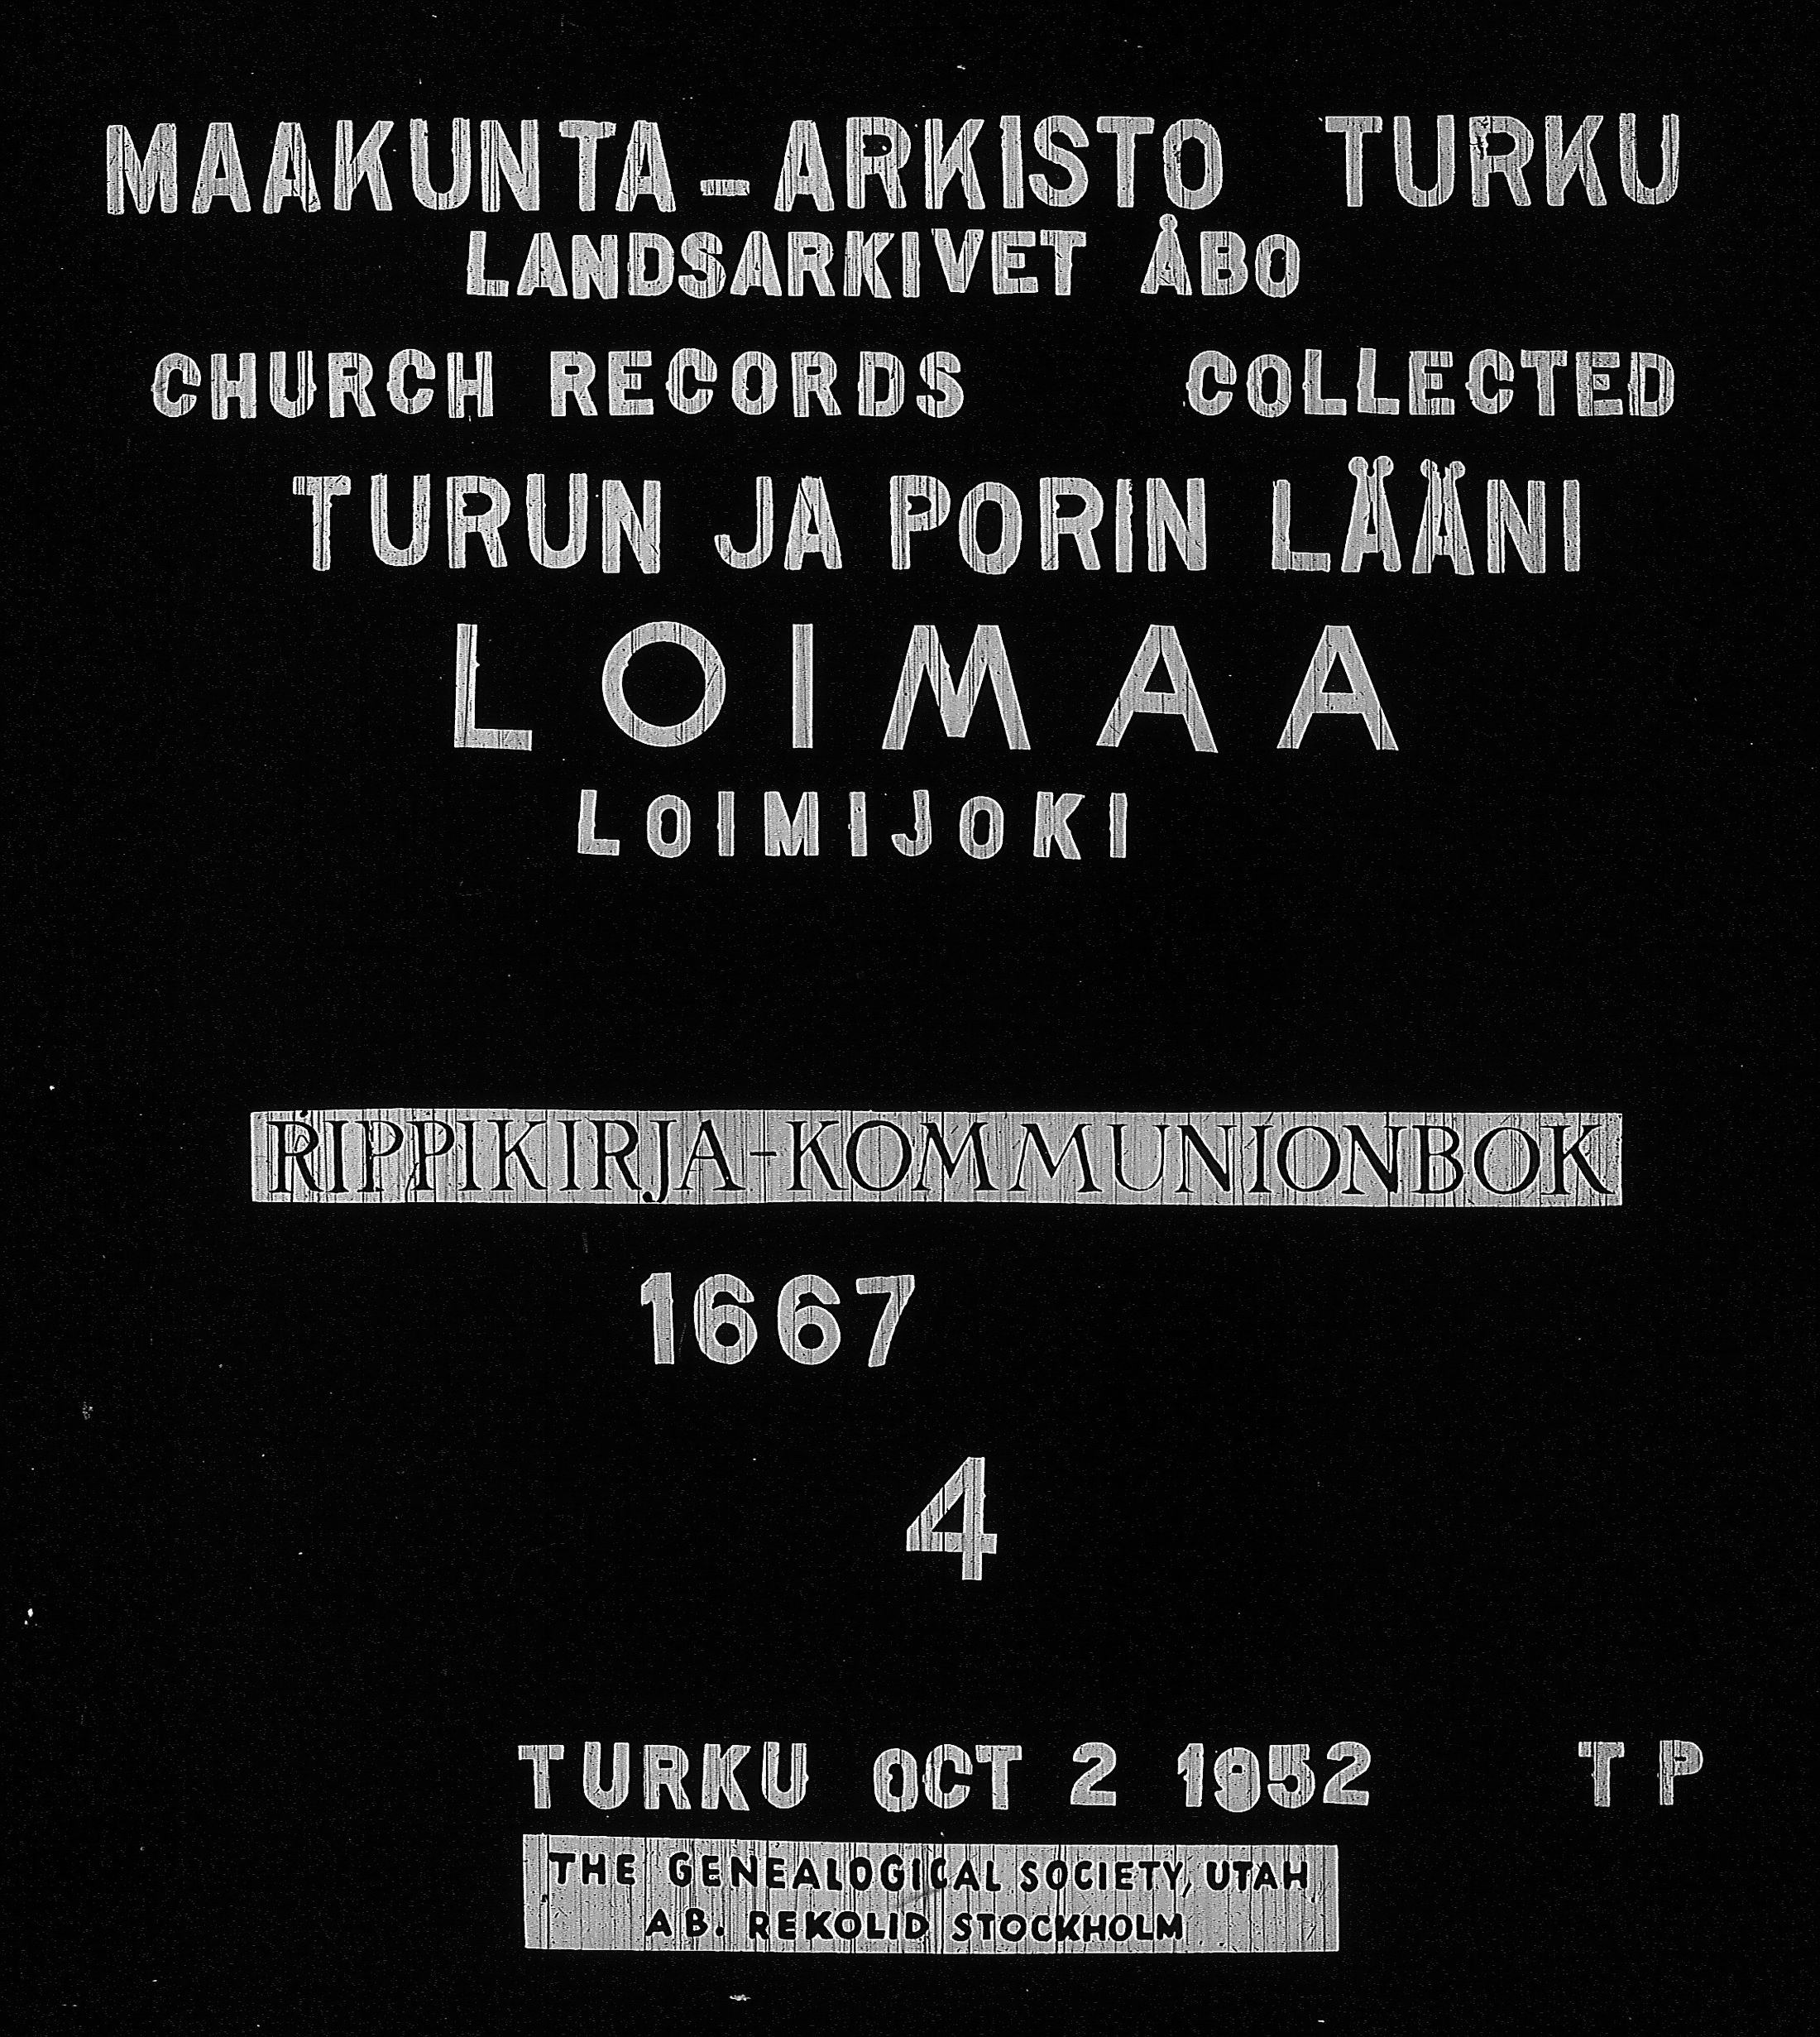 MAAKUNTA-ARKISTO TURKU
LANDSARKIVET ÅBO
CHURCH RECORDS COLLECTED
TURUN JA PORIN LÄÄNI
LOIMAA
LOIMIJOKI
RIPPIKIRJA-KOMMUNIONBOK
1667
4
TURKU OCT 2 1952 T P
THE GENEALOGICAL SOCIETY, UTAH
AB. REKOLID STOCKHOLM